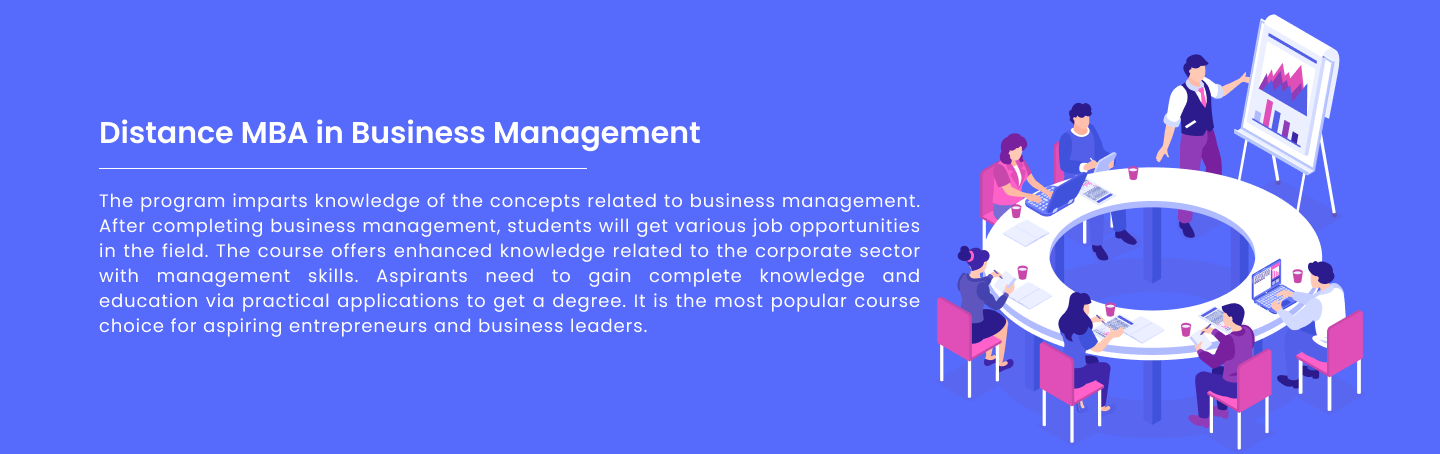 Distance MBA in Business Management
The program imparts knowledge of the concepts related to business management.
After completing business management, students will get various job opportunities
in the field. The course offers enhanced knowledge related to the corporate sector
with management skills. Aspirants need to gain complete knowledge and
education via practical applications to get a degree. It is the most popular course
choice for aspiring entrepreneurs and business leaders.